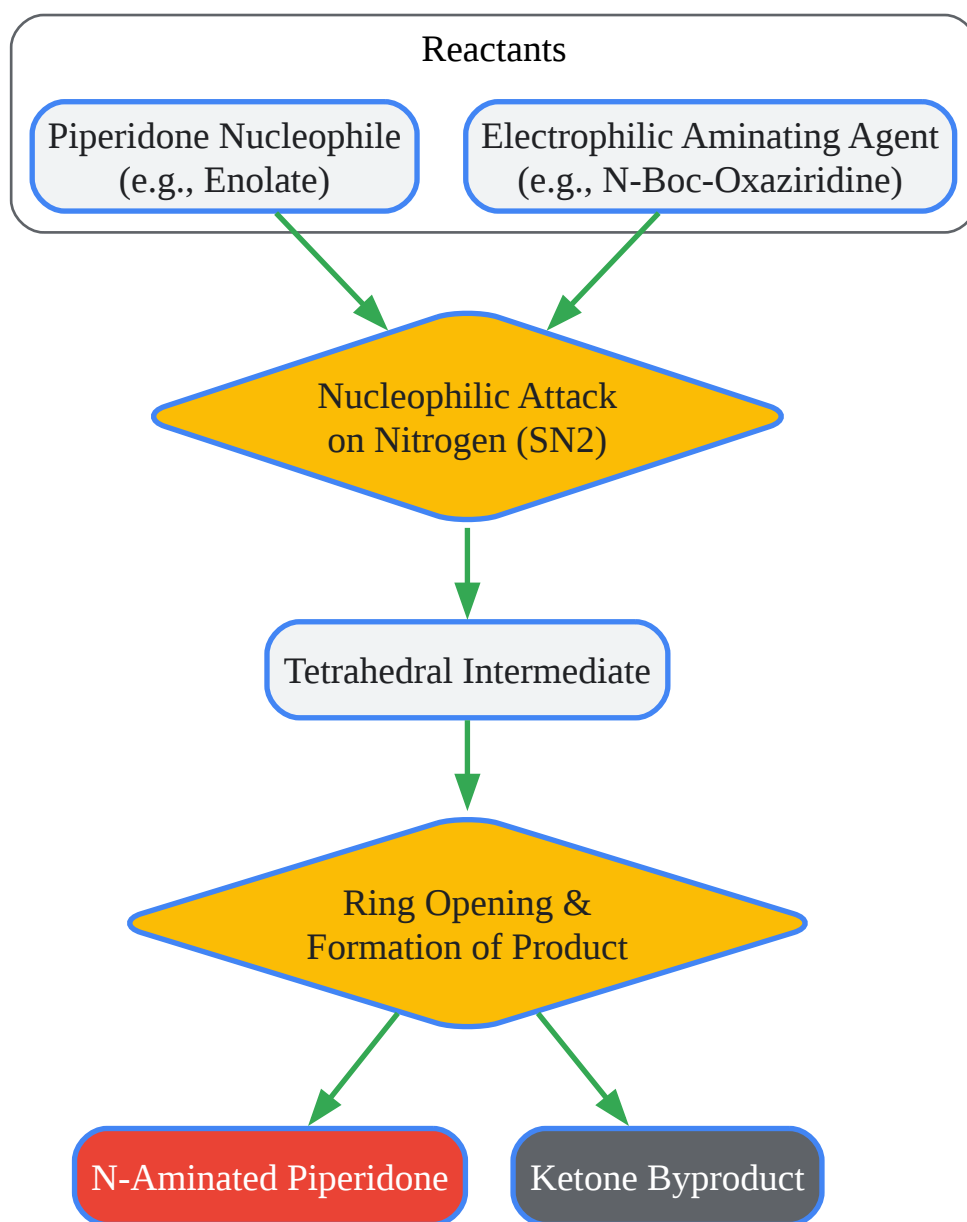 Reactants
Piperidone Nucleophile
(e.g., Enolate)
Electrophilic Aminating Agent
(e.g., N-Boc-Oxaziridine)
Nucleophilic Attack
on Nitrogen (SN2)
Tetrahedral Intermediate
Ring Opening &
Formation of Product
N-Aminated Piperidone
Ketone Byproduct